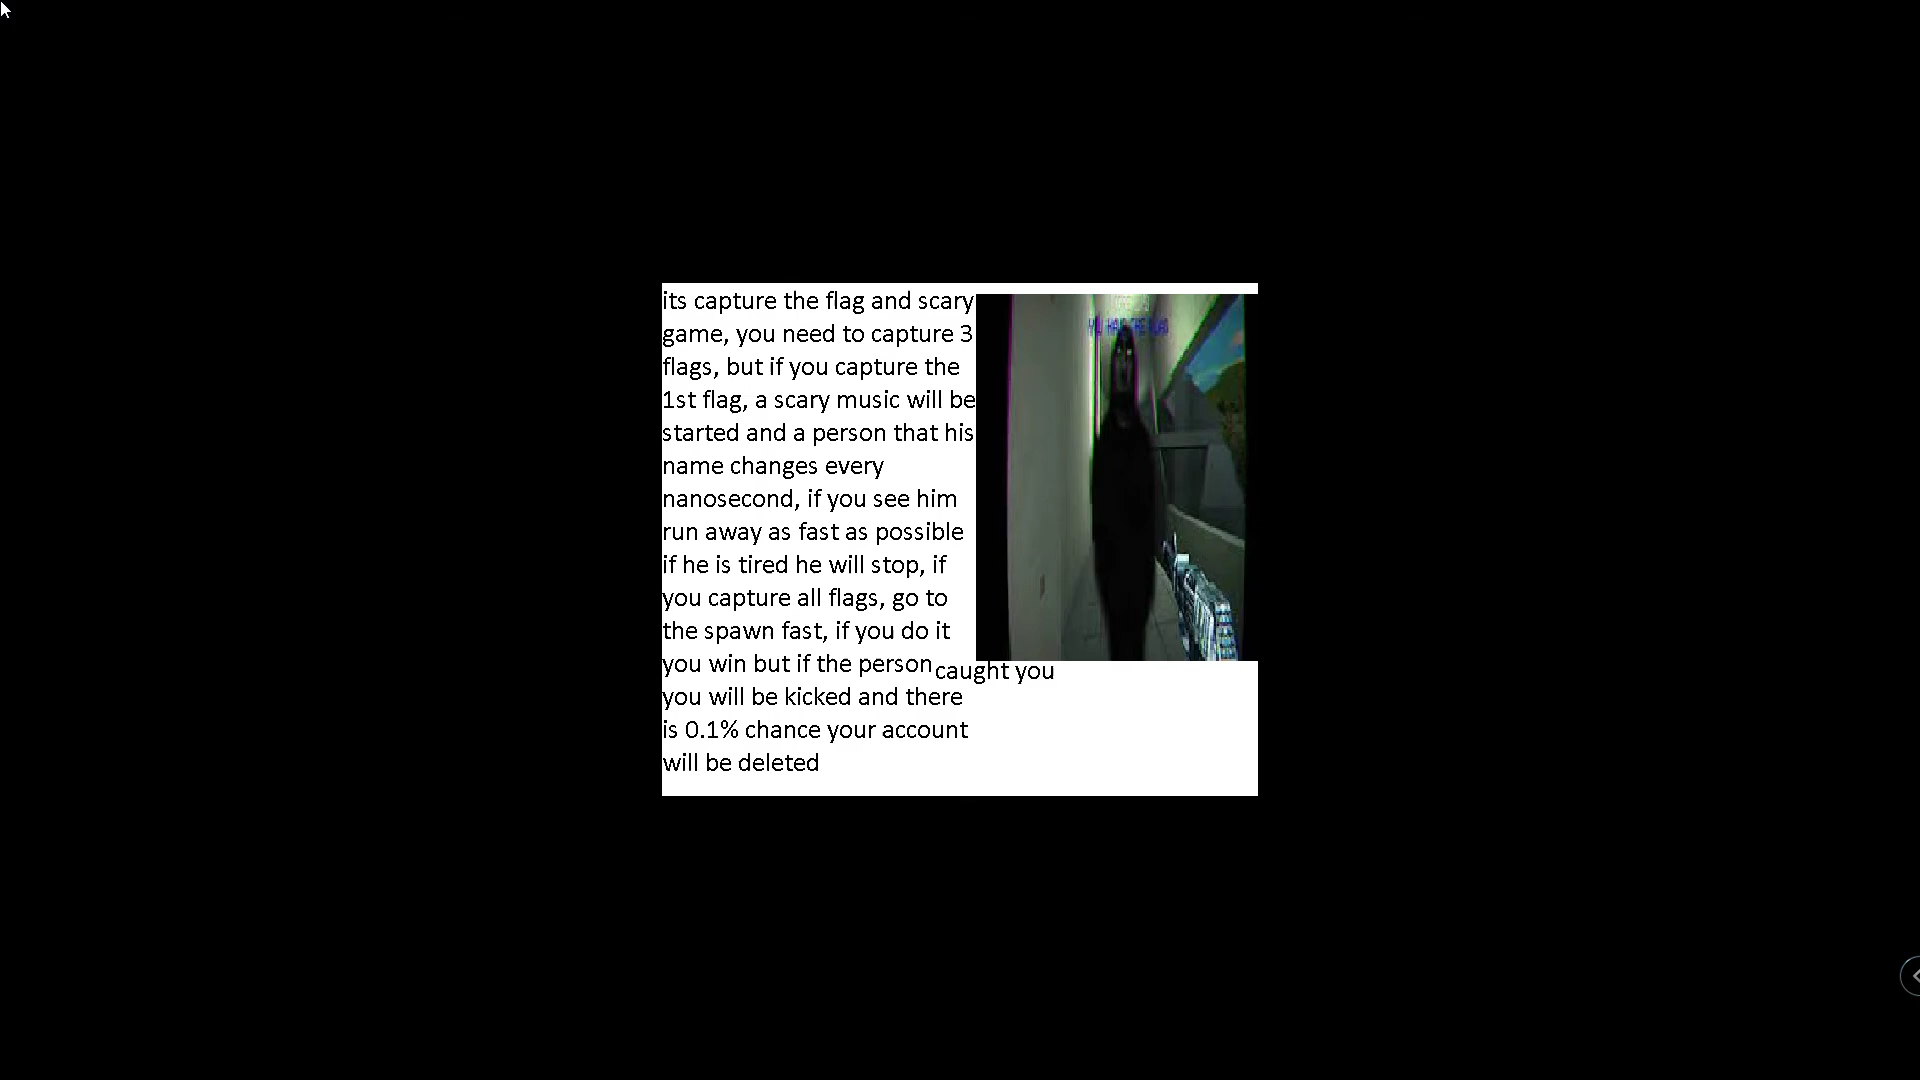 its capture the flag and scary
game, you need to capture 3
flags, but if you capture the
1st flag, a scary music will be
started and a person that his
name changes every
nanosecond, if you see him
run away as fast as possible
if he is tired he will stop, if
you capture all flags, go to
the spawn fast, if you do it
you win but if the person caught you
you will be kicked and there
is 0.1% chance your account
will be deleted
YOU HAVE THE